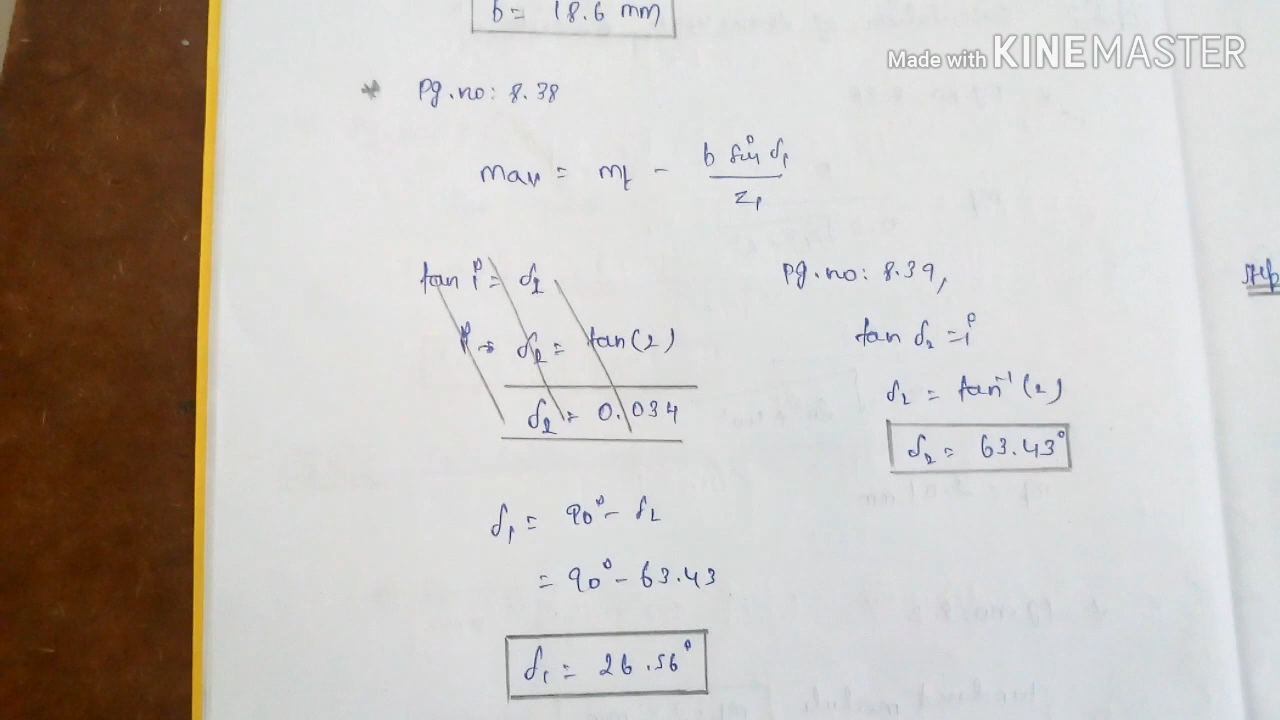 b = 18.6 mm
Made with KINEMASTER
* Pg.no: 8.38
mav = mt - b sin δ1 / z1
tan i = δ2
i → δ2 = tan(2)
δ2 = 0.034
Pg.no: 8.39,
tan δ2 = i
δ2 = tan⁻¹(2)
δ2 = 63.43°
step
δ1 = 90° - δ2
= 90° - 63.43
δ1 = 26.56°